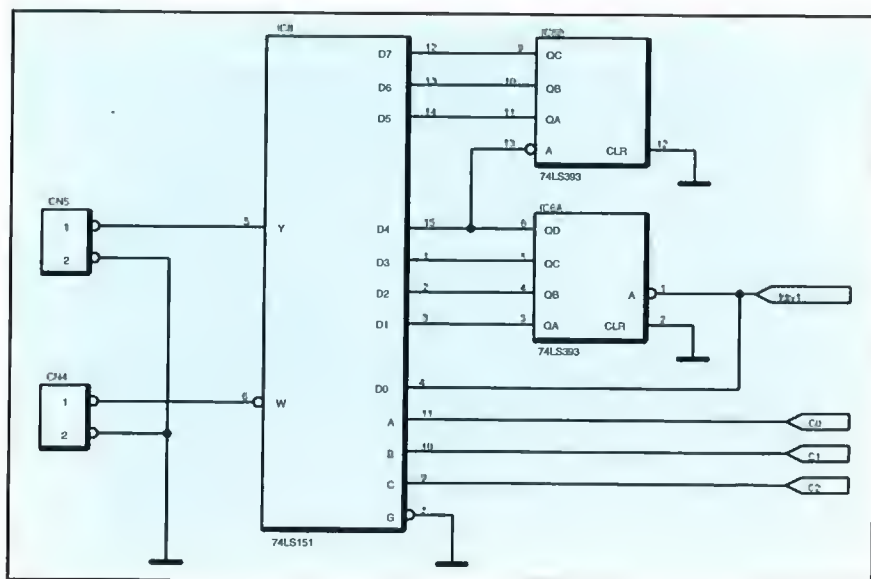 D7 12 9 QC
D6 13 10 QB
D5 14 11 QA
13 A CLR 12
74LS393
CN5
1 5 Y D4 15 6 QD
2 D3 1 5 QC
D2 2 4 QB A 1
D1 3 3 QA CLR 2
74LS393
CN4
D0 4
1 6 W
A 11 C0
2 B 10 C1
C 9 C2
G
74LS151